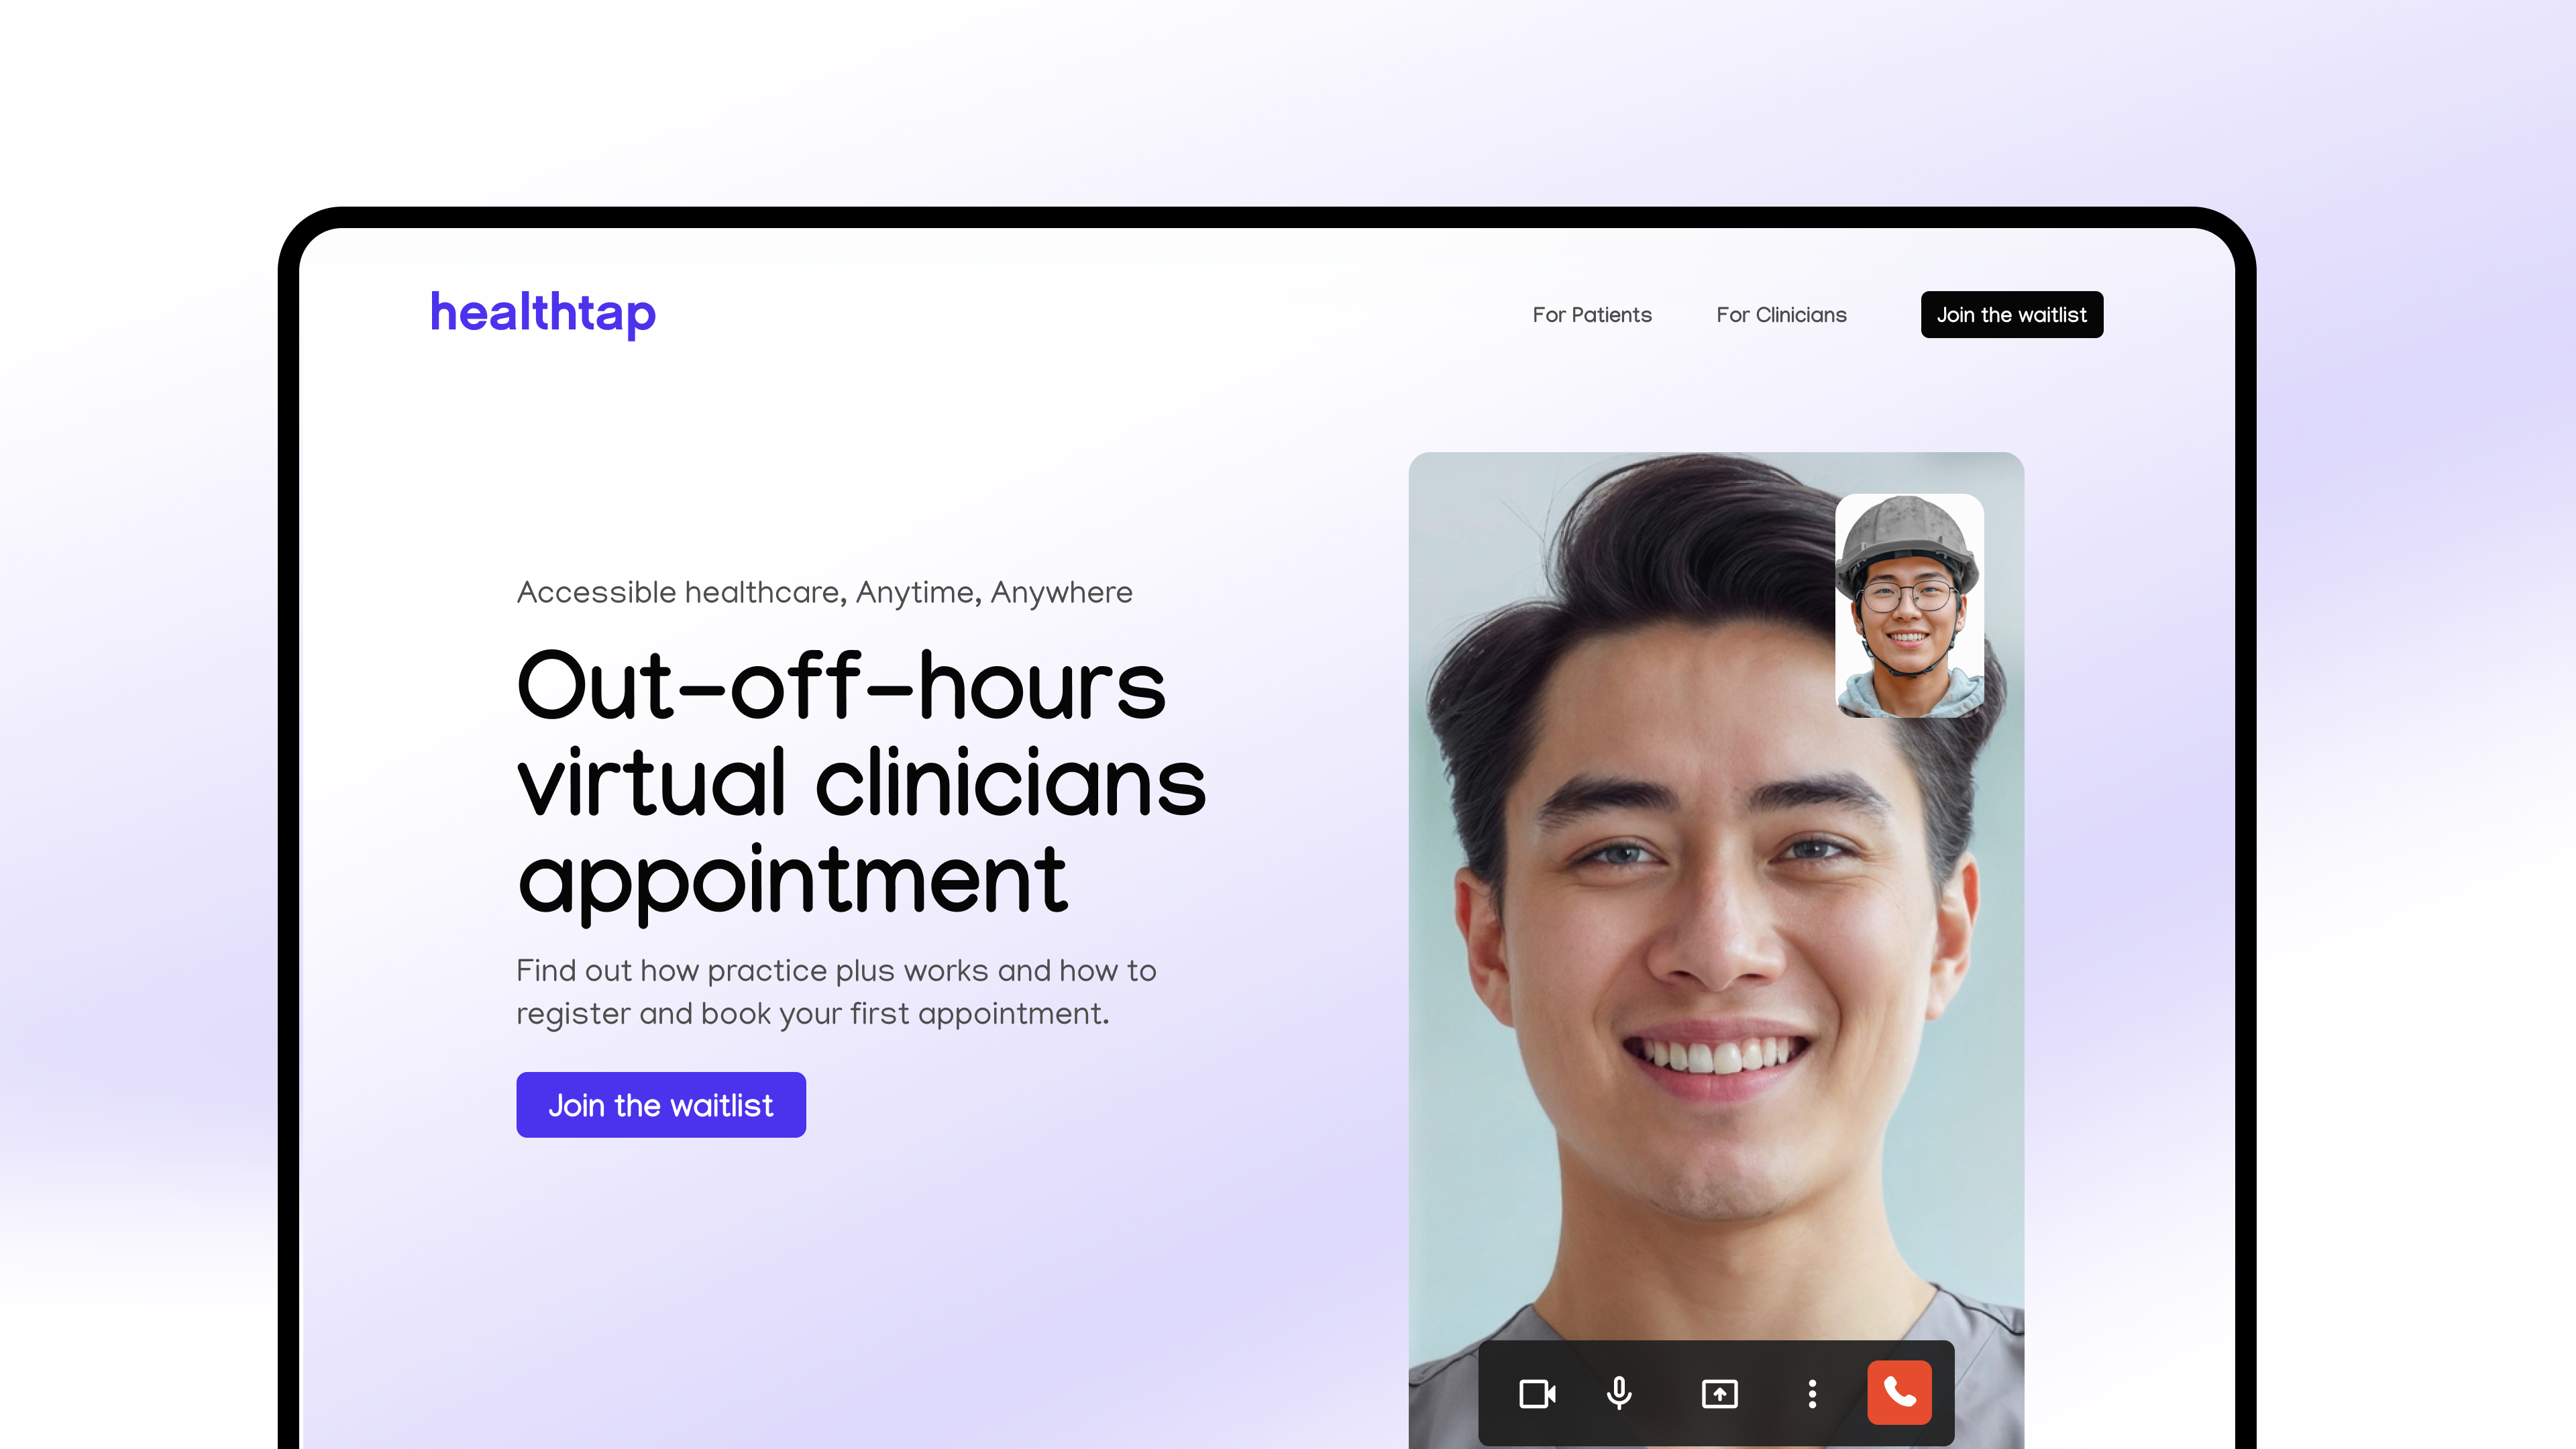 healthtap
For Patients
For Clinicians
Join the waitlist
Accessible healthcare, Anytime, Anywhere
Out-off-hours
virtual clinicians
appointment
Find out how practice plus works and how to
register and book your first appointment.
Join the waitlist